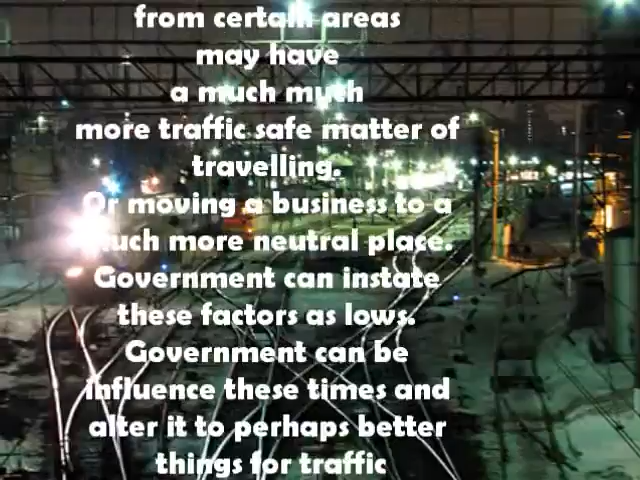 from certain areas
may have
a much much
more traffic safe matter of
travelling.
Or moving a business to a
much more neutral place.
Government can instate
these factors as lows.
Government can be
influence these times and
alter it to perhaps better
things for traffic